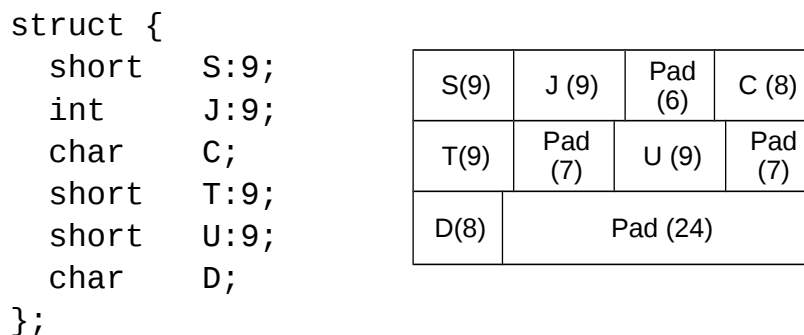 struct {
short S:9;
int J:9;
char C;
short T:9;
short U:9;
char D;
};
S(9) J (9) Pad (6) C (8)
T(9) Pad (7) U (9) Pad (7)
D(8) Pad (24)